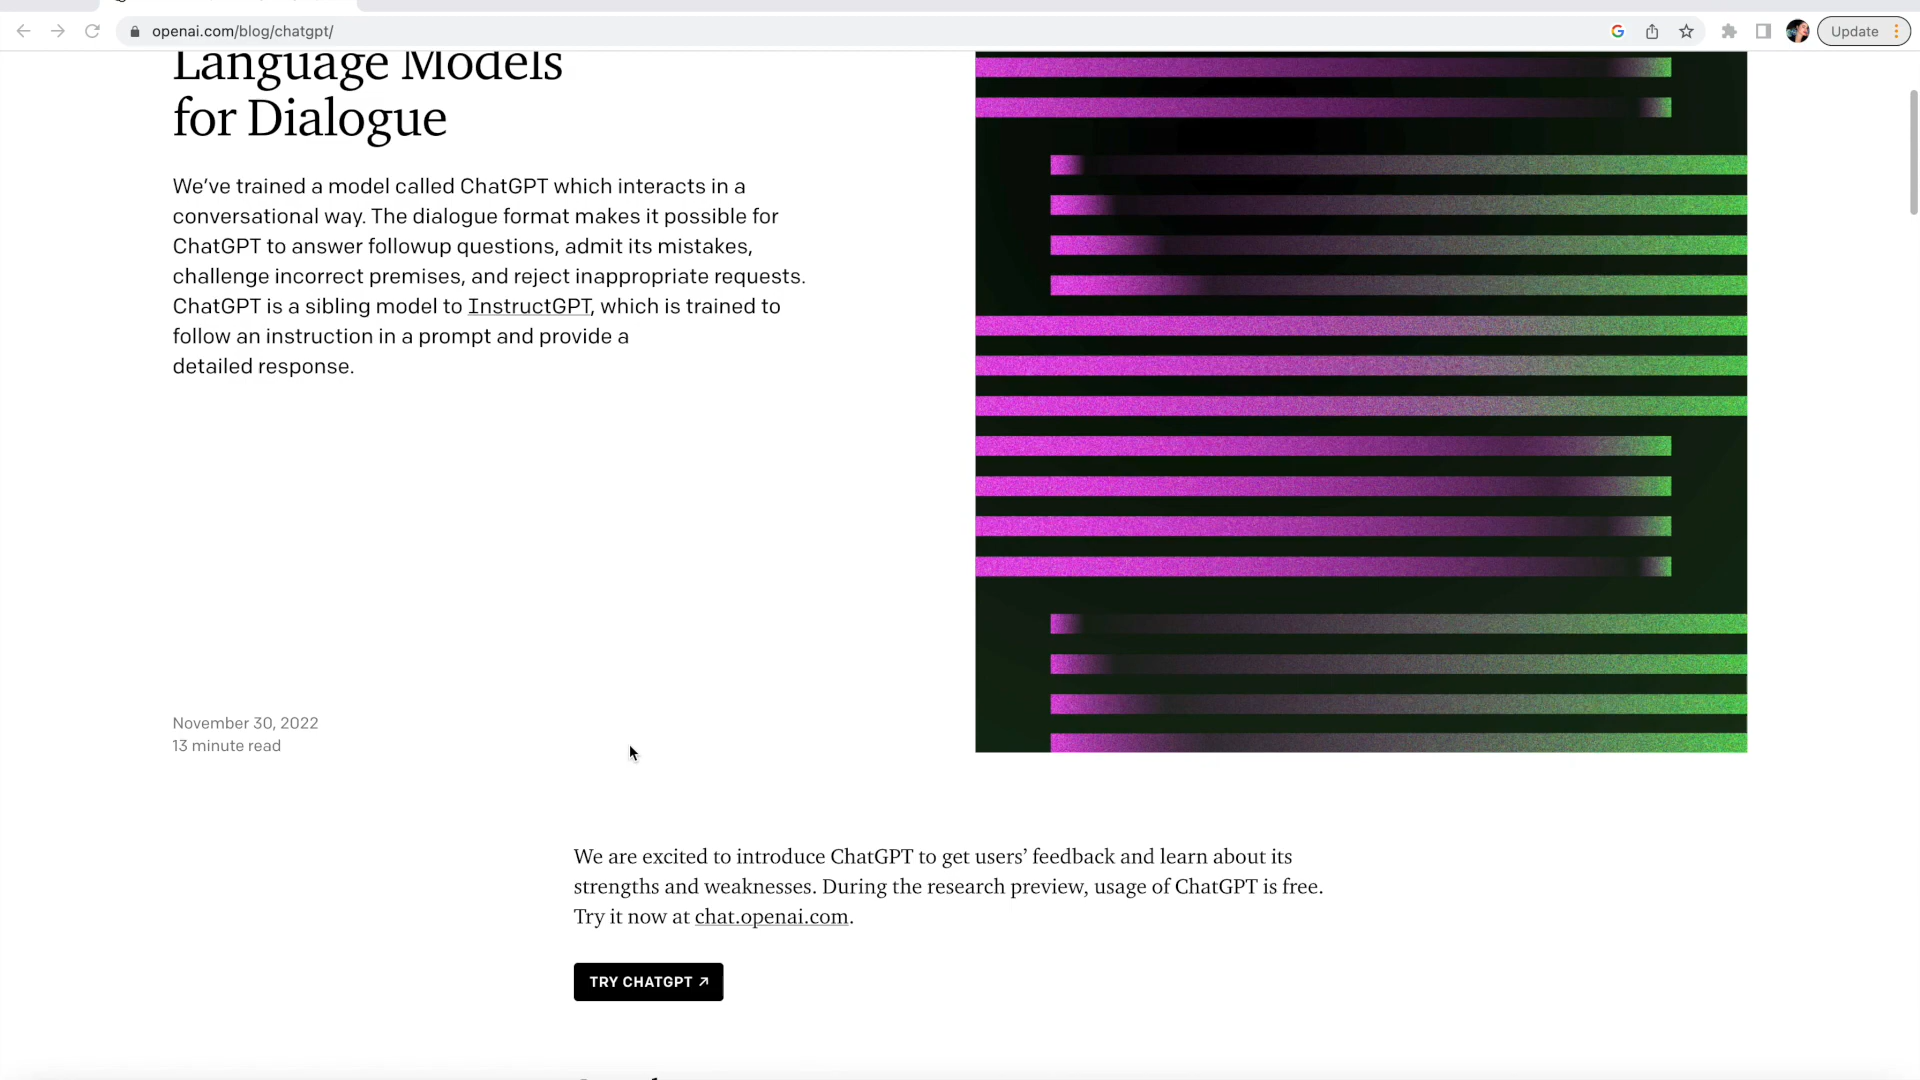 openai.com/blog/chatgpt/
Update
Language Models
for Dialogue
We’ve trained a model called ChatGPT which interacts in a
conversational way. The dialogue format makes it possible for
ChatGPT to answer followup questions, admit its mistakes,
challenge incorrect premises, and reject inappropriate requests.
ChatGPT is a sibling model to InstructGPT, which is trained to
follow an instruction in a prompt and provide a
detailed response.
November 30, 2022
13 minute read
We are excited to introduce ChatGPT to get users’ feedback and learn about its
strengths and weaknesses. During the research preview, usage of ChatGPT is free.
Try it now at chat.openai.com.
TRY CHATGPT ↗